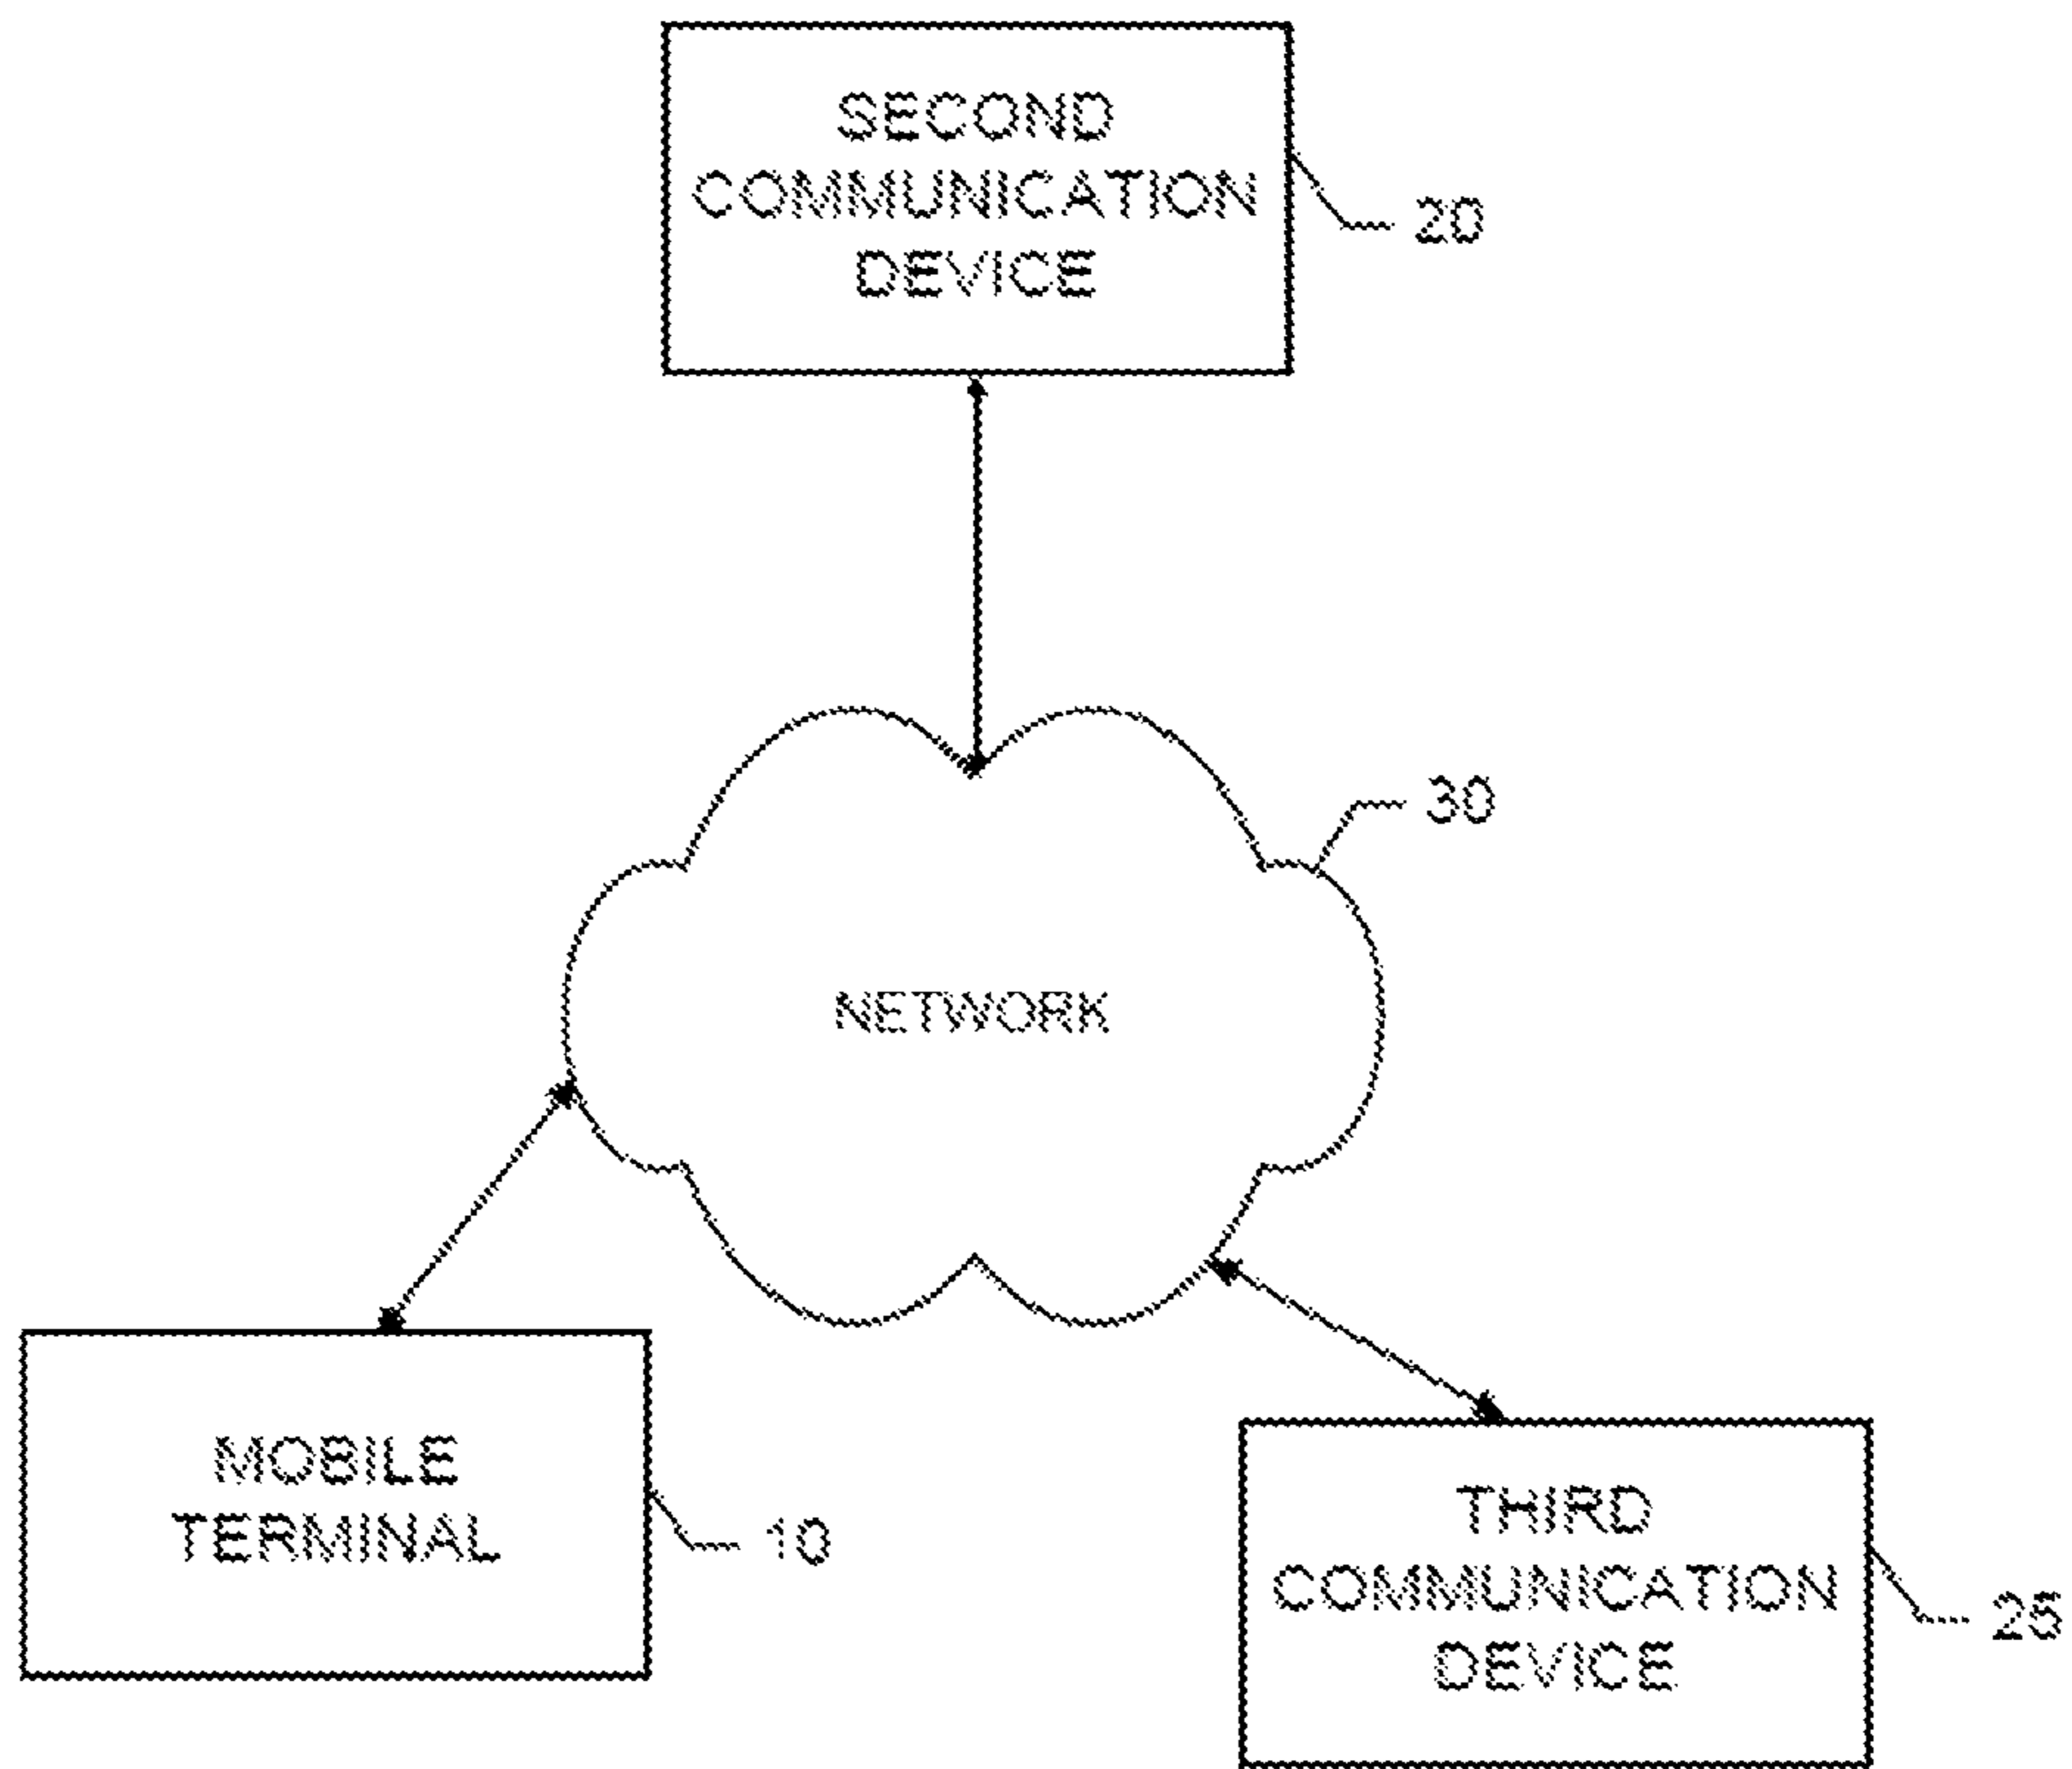 SECOND
COMMUNICATION
DEVICE
20
30
NETWORK
MOBILE
TERMINAL
10
THIRD
COMMUNICATION
DEVICE
25